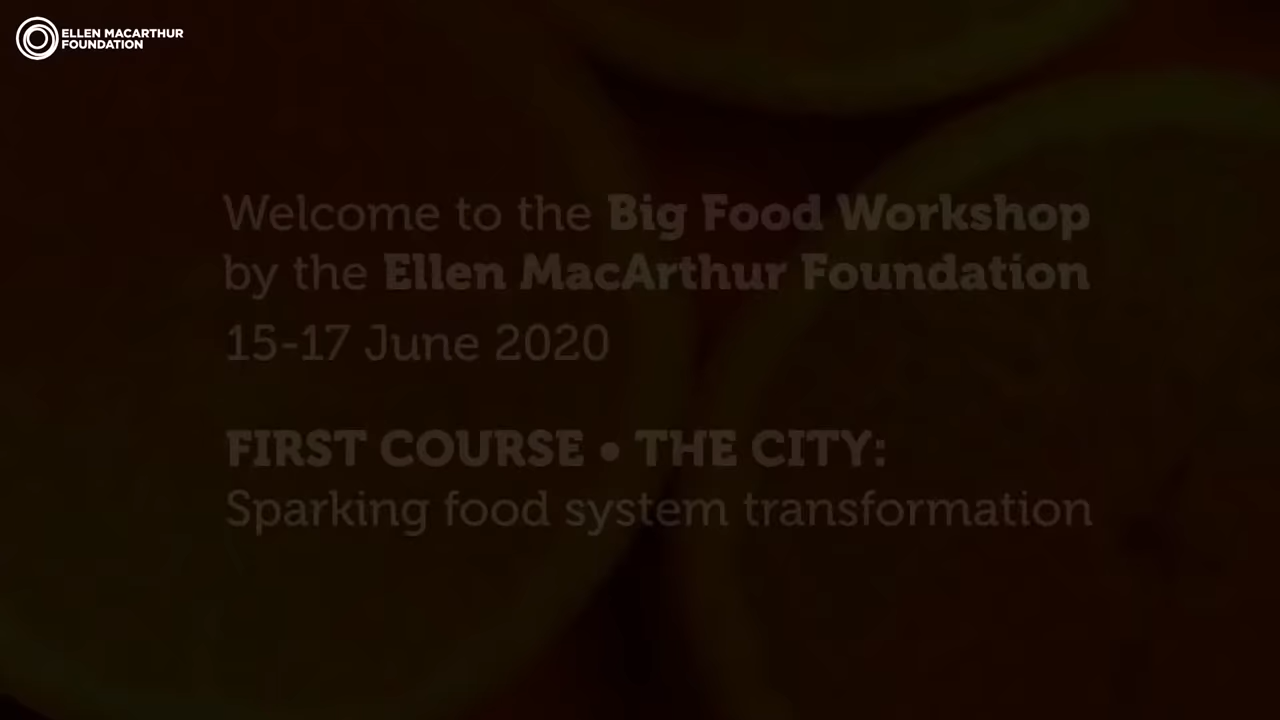 ELLEN MACARTHUR
FOUNDATION
Welcome to the Big Food Workshop
by the Ellen MacArthur Foundation
15-17 June 2020
FIRST COURSE • THE CITY:
Sparking food system transformation